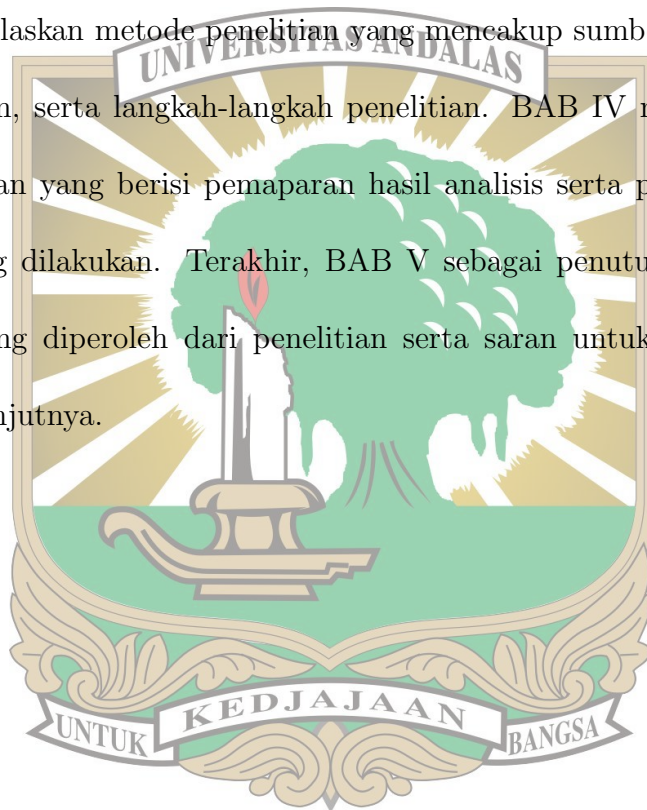 laskan metode penelitian yang mencakup sumb
UNIVERSITAS ANDALAS
n, serta langkah-langkah penelitian. BAB IV
an yang berisi pemaparan hasil analisis serta p
g dilakukan. Terakhir, BAB V sebagai penutu
ng diperoleh dari penelitian serta saran untuk
njutnya.
UNTUK KEDJAJAAN BANGSA